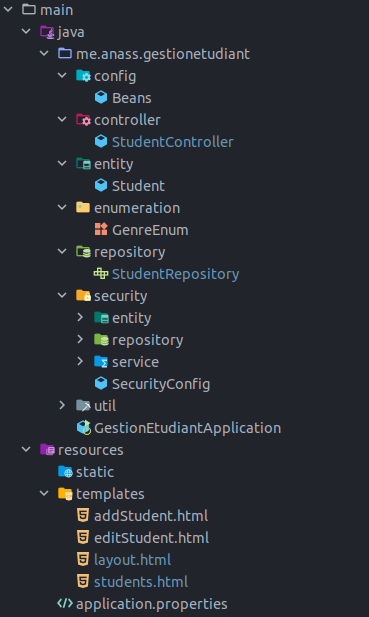 main
java
me.anass.gestionetudiant
config
Beans
controller
StudentController
entity
Student
enumeration
GenreEnum
repository
StudentRepository
security
entity
repository
service
SecurityConfig
util
GestionEtudiantApplication
resources
static
templates
addStudent.html
editStudent.html
layout.html
students.html
application.properties